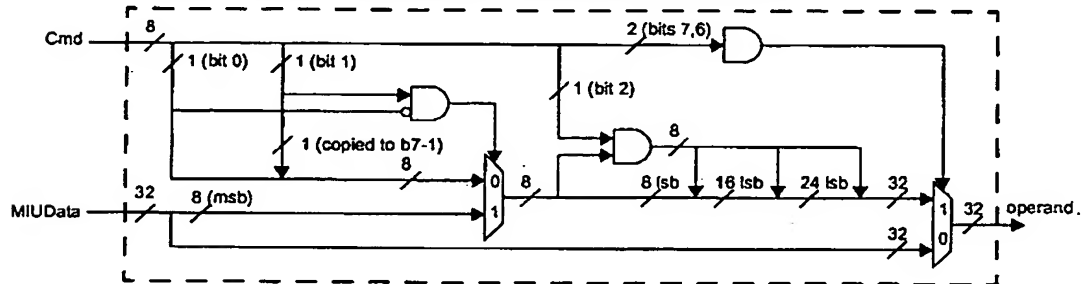 Cmd
8
2 (bits 7,6)
1 (bit 0)
1 (bit 1)
1 (bit 2)
1 (copied to b7-1)
8
8
0
8
8 lsb
16 lsb
24 lsb
32
MIUData
32
8 (msb)
1
1
0
32
operand.
32